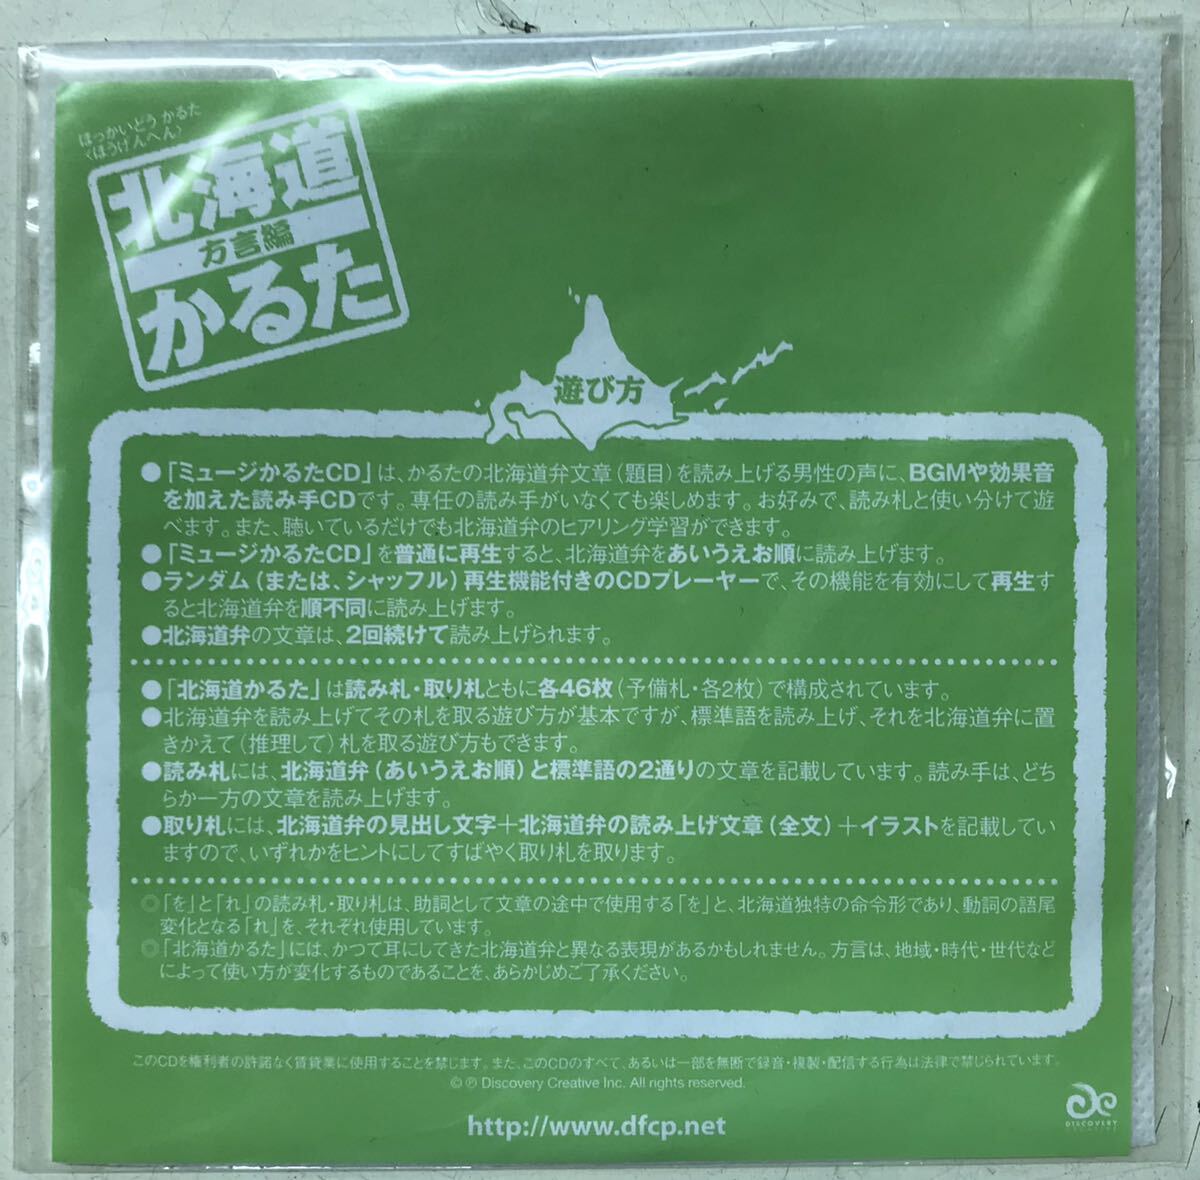 ほっかいどう かるた
〈ほうげんへん〉
北海道
方言編
かるた
遊び方
●「ミュージかるたCD」は、かるたの北海道弁文章(題目)を読み上げる男性の声に、BGMや効果音
を加えた読み手CDです。専任の読み手がいなくても楽しめます。お好みで、読み札と使い分けて遊
べます。また、聴いているだけでも北海道弁のヒアリング学習ができます。
●「ミュージかるたCD」を普通に再生すると、北海道弁をあいうえお順に読み上げます。
●ランダム(または、シャッフル)再生機能付きのCDプレーヤーで、その機能を有効にして再生す
ると北海道弁を順不同に読み上げます。
●北海道弁の文章は、2回続けて読み上げられます。
●「北海道かるた」は読み札・取り札ともに各46枚(予備札・各2枚)で構成されています。
●北海道弁を読み上げてその札を取る遊び方が基本ですが、標準語を読み上げ、それを北海道弁に置
きかえて(推理して)札を取る遊び方もできます。
●読み札には、北海道弁(あいうえお順)と標準語の2通りの文章を記載しています。読み手は、どち
らか一方の文章を読み上げます。
●取り札には、北海道弁の見出し文字+北海道弁の読み上げ文章(全文)+イラストを記載してい
ますので、いずれかをヒントにしてすばやく取り札を取ります。
◎「を」と「れ」の読み札・取り札は、助詞として文章の途中で使用する「を」と、北海道独特の命令形であり、動詞の語尾
変化となる「れ」を、それぞれ使用しています。
◎「北海道かるた」には、かつて耳にしてきた北海道弁と異なる表現があるかもしれません。方言は、地域・時代・世代など
によって使い方が変化するものであることを、あらかじめご了承ください。
このCDを権利者の許諾なく賃貸業に使用することを禁じます。また、このCDのすべて、あるいは一部を無断で録音・複製・配信する行為は法律で禁じられています。
© ℗ Discovery Creative Inc. All rights reserved.
http://www.dfcp.net
DISCOVERY
CREATIVE